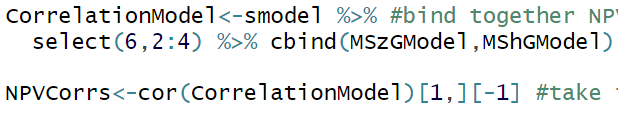 CorrelationModel<-smodel %>% #bind together NPV
select(6,2:4) %>% cbind(MSzGModel,MShGModel)
NPVCorrs<-cor(CorrelationModel)[1,][-1] #take